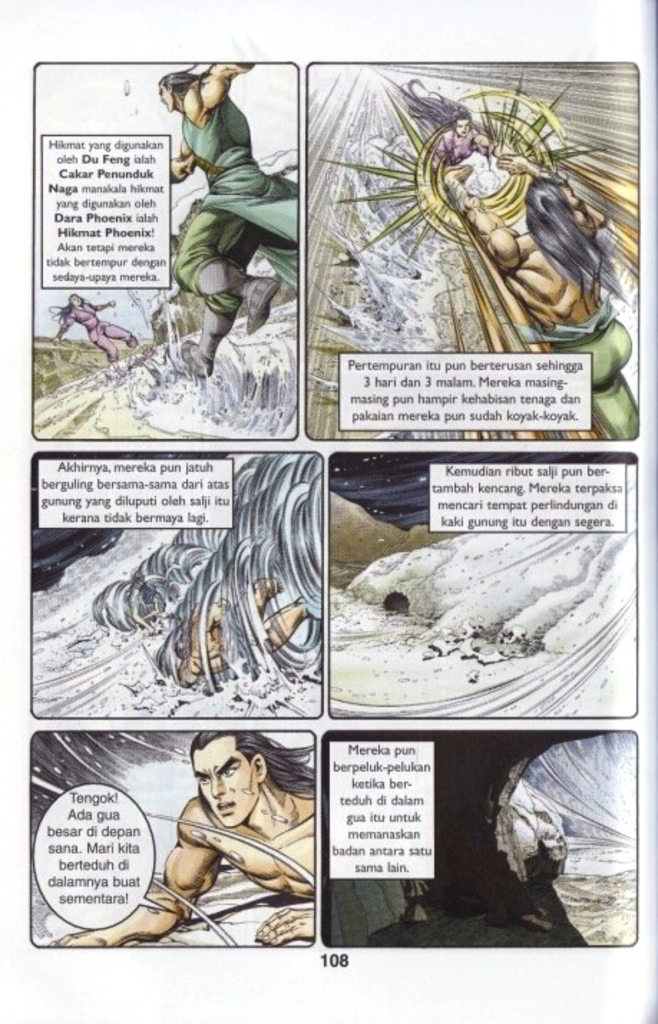 Hikmat yang digunakan
oleh Du Feng ialah
Cakar Penunduk
Naga manakala hikmat
yang digunakan oleh
Dara Phoenix ialah
Hikmat Phoenix!
Akan tetapi mereka
tidak bertempur dengan
sedaya-upaya mereka.
Pertempuran itu pun berterusan sehingga
3 hari dan 3 malam. Mereka masing-
masing pun hampir kehabisan tenaga dan
pakaian mereka pun sudah koyak-koyak.
Akhirnya, mereka pun jatuh
berguling bersama-sama dari atas
gunung yang diluputi oleh salji itu
kerana tidak bermaya lagi.
Kemudian ribut salji pun ber-
tambah kencang. Mereka terpaksa
mencari tempat perlindungan di
kaki gunung itu dengan segera.
Tengok!
Ada gua
besar di depan
sana. Mari kita
berteduh di
dalamnya buat
sementara!
Mereka pun
berpeluk-pelukan
ketika ber-
teduh di dalam
gua itu untuk
memanaskan
badan antara satu
sama lain.
108